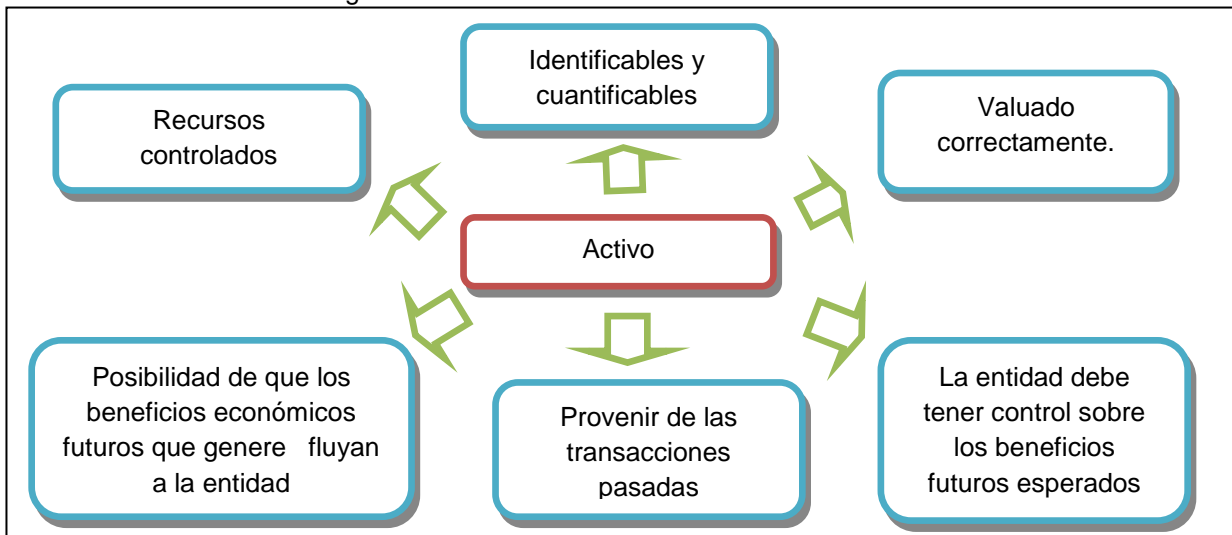 Identificables y
cuantificables
Recursos
controlados
Valuado
correctamente.
Activo
Posibilidad de que los
beneficios económicos
futuros que genere fluyan
a la entidad
Provenir de las
transacciones
pasadas
La entidad debe
tener control sobre
los beneficios
futuros esperados